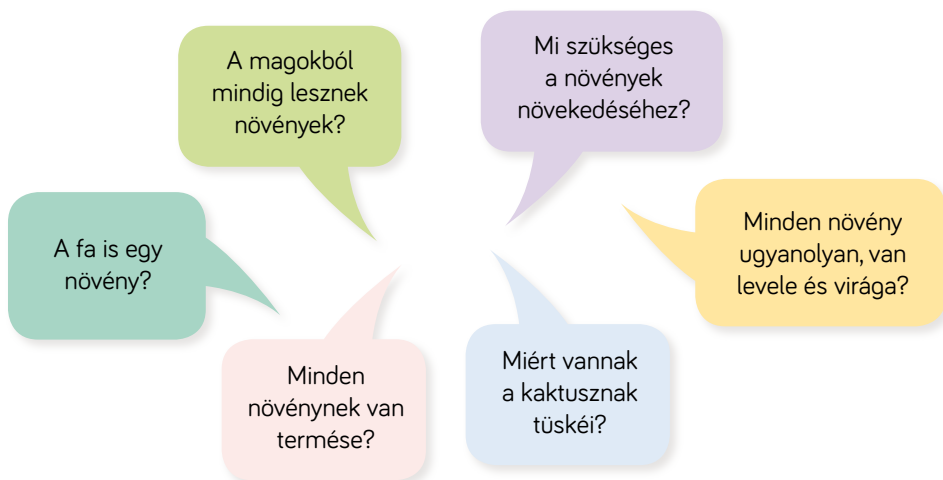 A magokból
mindig lesznek
növények?
Mi szükséges
a növények
növekedéséhez?
A fa is egy
növény?
Minden növény
ugyanolyan, van
levele és virága?
Minden
növénynek van
termése?
Miért vannak
a kaktusznak
tüskéi?